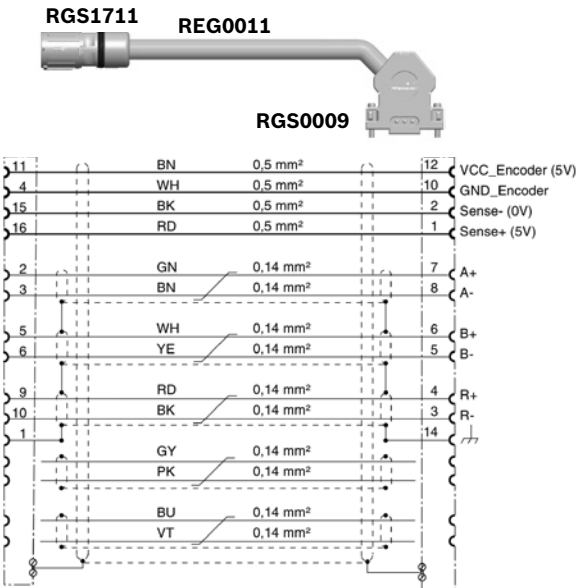 RGS1711
REG0011
RGS0009
11 BN 0,5 mm² 12 VCC_Encoder (5V)
4 WH 0,5 mm² 10 GND_Encoder
15 BK 0,5 mm² 2 Sense- (0V)
16 RD 0,5 mm² 1 Sense+ (5V)
2 GN 0,14 mm² 7 A+
3 BN 0,14 mm² 8 A-
5 WH 0,14 mm² 6 B+
6 YE 0,14 mm² 5 B-
9 RD 0,14 mm² 4 R+
10 BK 0,14 mm² 3 R-
1 14
GY 0,14 mm²
PK 0,14 mm²
BU 0,14 mm²
VT 0,14 mm²